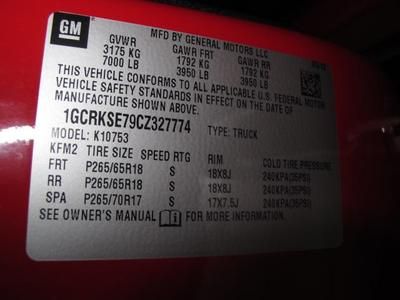 GM
MFD BY GENERAL MOTORS LLC
GVWR GAWR FRT GAWR RR
3175 KG 1792 KG 1792 KG
7000 LB 3950 LB 3950 LB
THIS VEHICLE CONFORMS TO ALL APPLICABLE U.S. FEDERAL MOTOR
VEHICLE SAFETY STANDARDS IN EFFECT ON THE DATE OF
MANUFACTURE SHOWN ABOVE.
1GCRKSE79CZ327774 TYPE: TRUCK
MODEL: K10753
KFM2 TIRE SIZE SPEED RTG RIM COLD TIRE PRESSURE
FRT P265/65R18 S 18X8J 240KPA(35PSI)
RR P265/65R18 S 18X8J 240KPA(35PSI)
SPA P265/70R17 S 17X7.5J 240KPA(35PSI)
SEE OWNER'S MANUAL FOR MORE INFORMATION